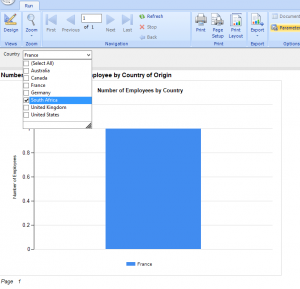 Run
Design
Zoom
First
Previous
Next
Last
1
of 1
Refresh
Stop
Back
Print
Page Setup
Print Layout
Export
Document
Parameters
Views
Zoom
Navigation
Print
Export
Options
Country
France
(Select All)
Australia
Canada
France
Germany
South Africa
United Kingdom
United States
Number
Employee by Country of Origin
Number of Employees by Country
Number of Employees
1
0.8
0.6
0.4
0.2
0
France
Page 1